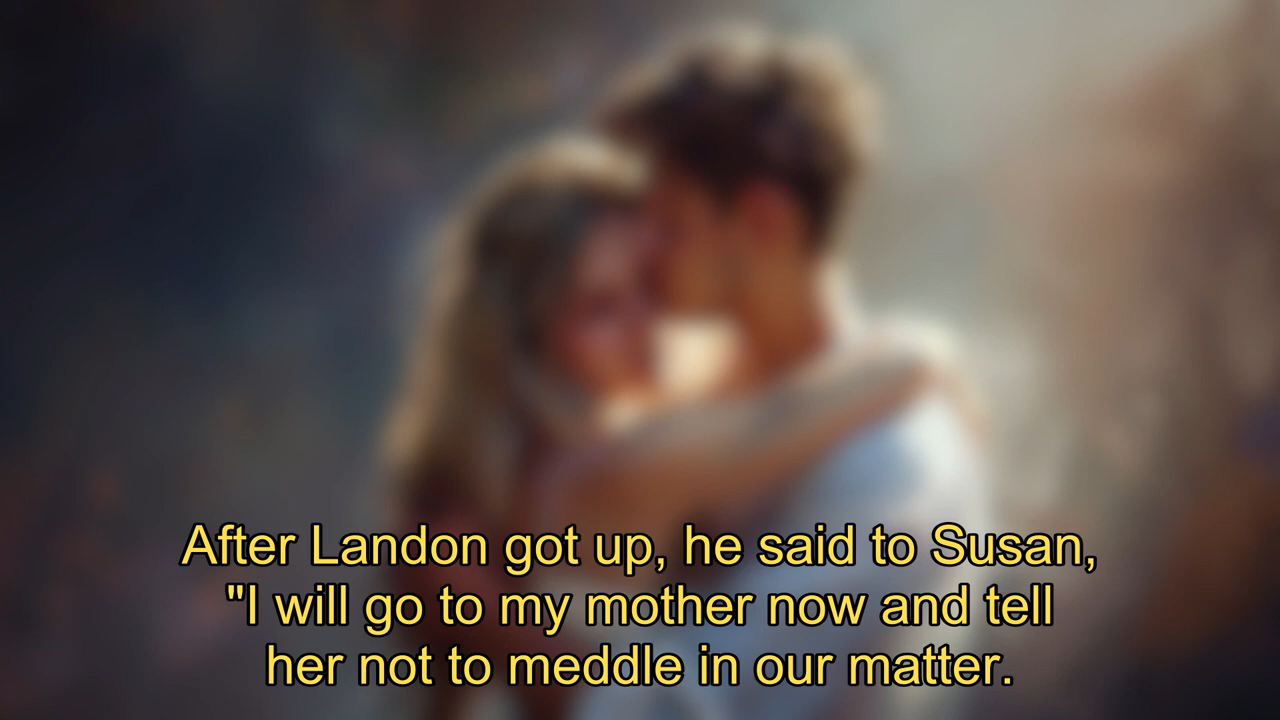 After Landon got up, he said to Susan,
"I will go to my mother now and tell
her not to meddle in our matter.